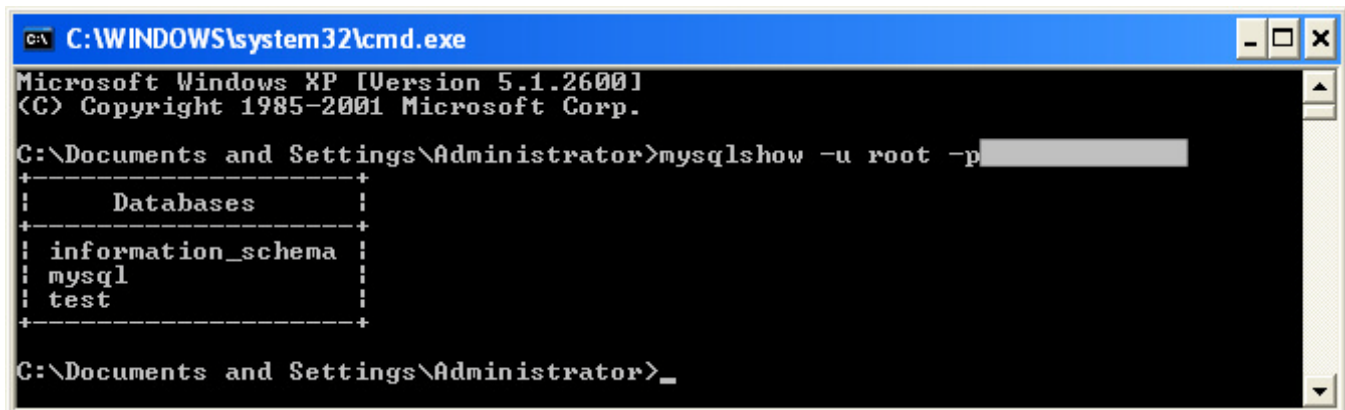 C:\WINDOWS\system32\cmd.exe
Microsoft Windows XP [Version 5.1.2600]
(C) Copyright 1985-2001 Microsoft Corp.
C:\Documents and Settings\Administrator>mysqlshow -u root -p
+--------------------+
|     Databases      |
+--------------------+
| information_schema |
| mysql              |
| test               |
+--------------------+
C:\Documents and Settings\Administrator>_